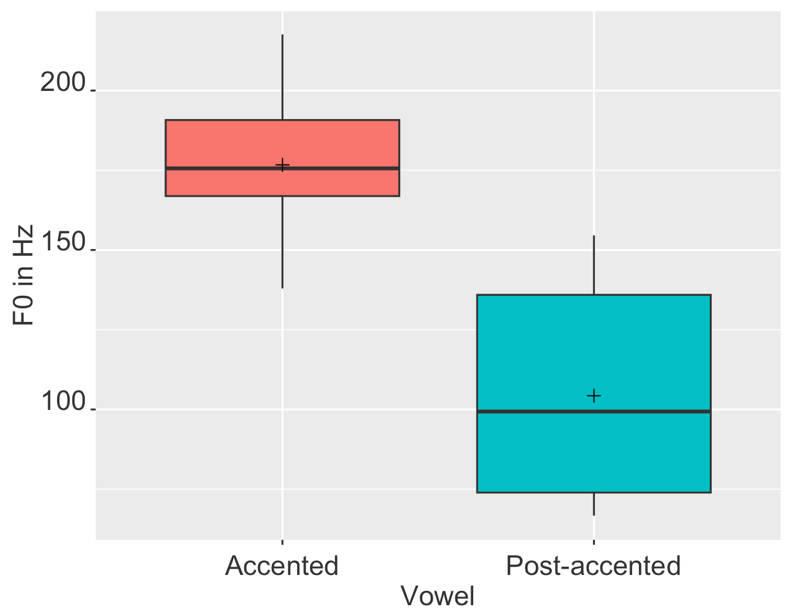 F0 in Hz
200
150
100
Accented
Post-accented
Vowel